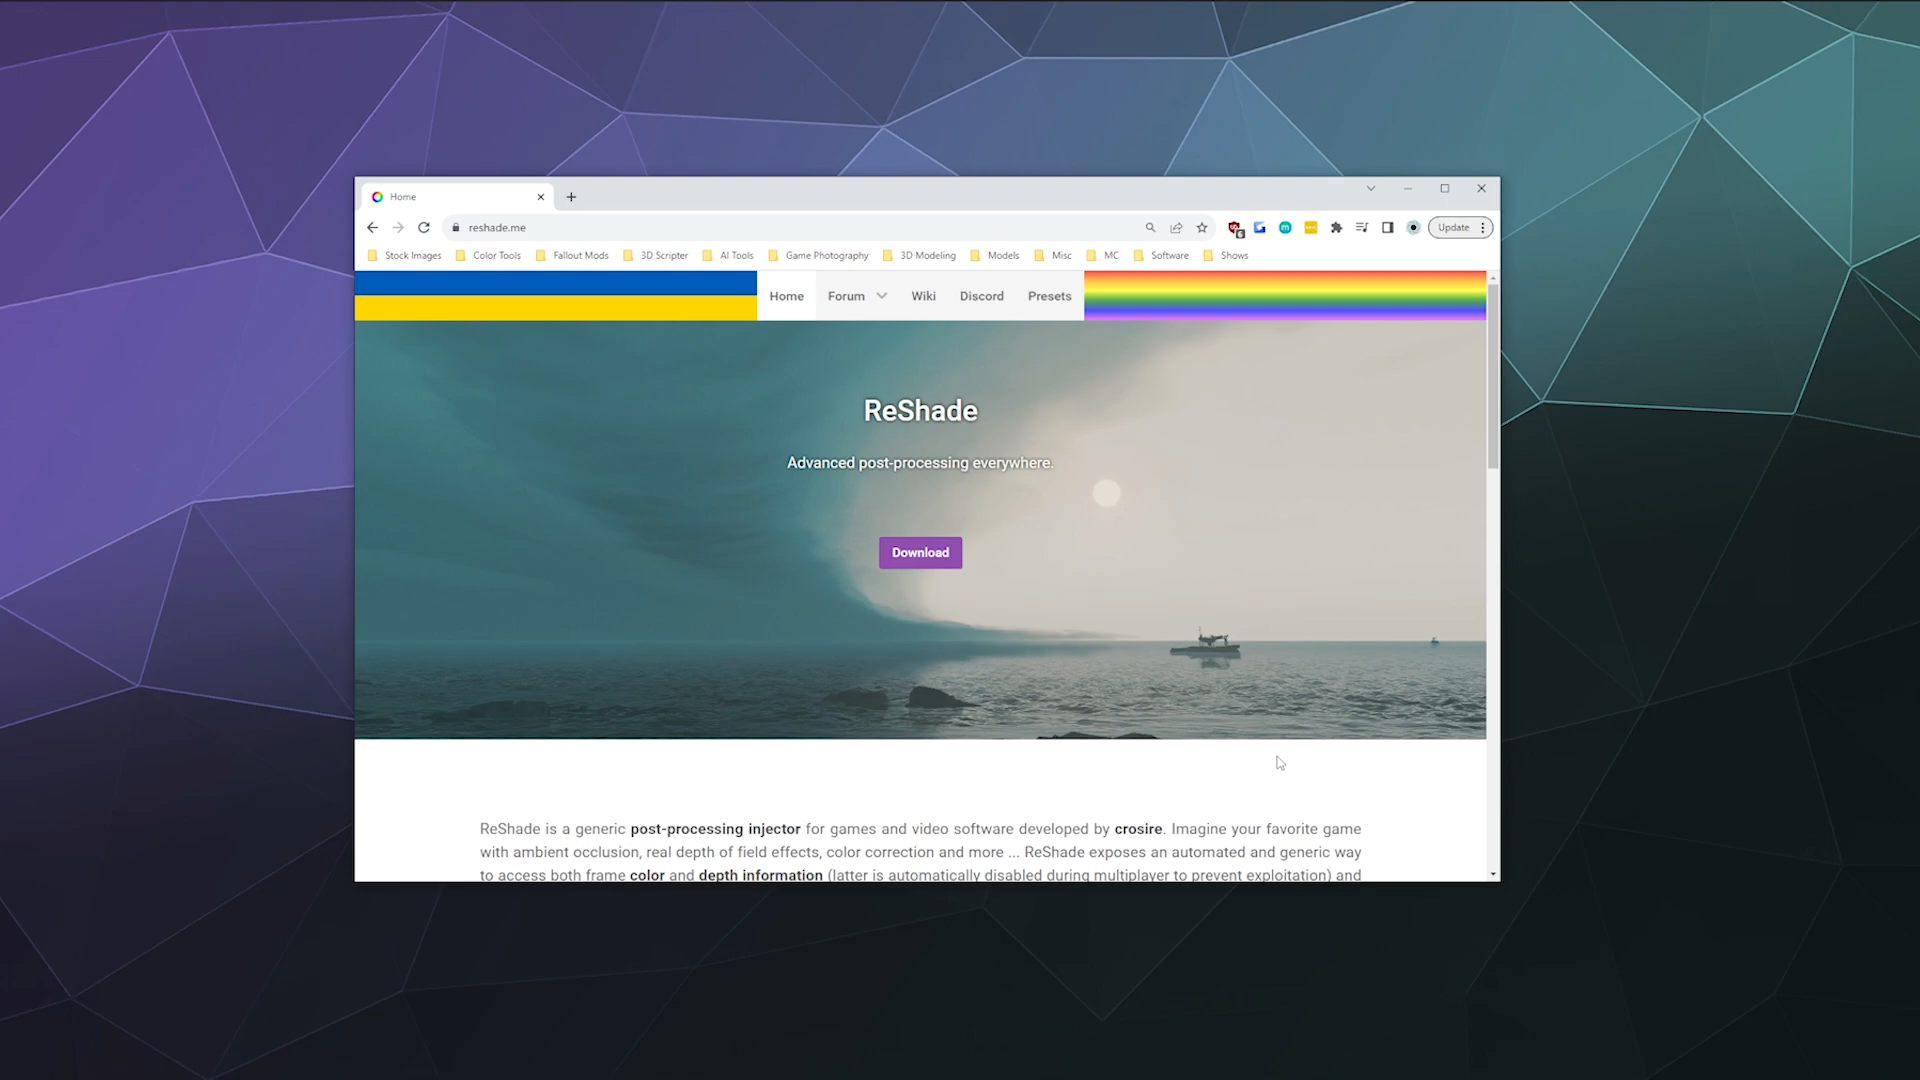 Home
reshade.me
Update
Stock Images Color Tools Fallout Mods 3D Scripter AI Tools Game Photography 3D Modeling Models Misc MC Software Shows
Home Forum Wiki Discord Presets
ReShade
Advanced post-processing everywhere.
Download
ReShade is a generic post-processing injector for games and video software developed by crosire. Imagine your favorite game
with ambient occlusion, real depth of field effects, color correction and more ... ReShade exposes an automated and generic way
to access both frame color and depth information (latter is automatically disabled during multiplayer to prevent exploitation) and